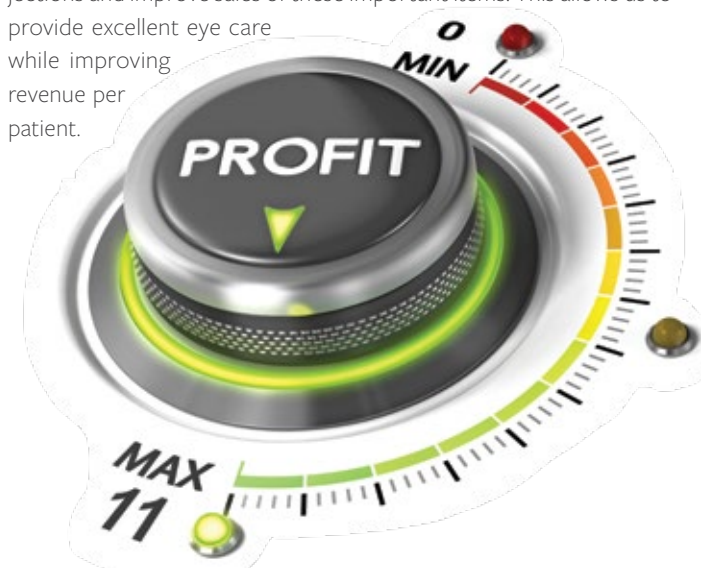 provide excellent eye care
while improving
revenue per
patient.
0
MIN
PROFIT
MAX
11